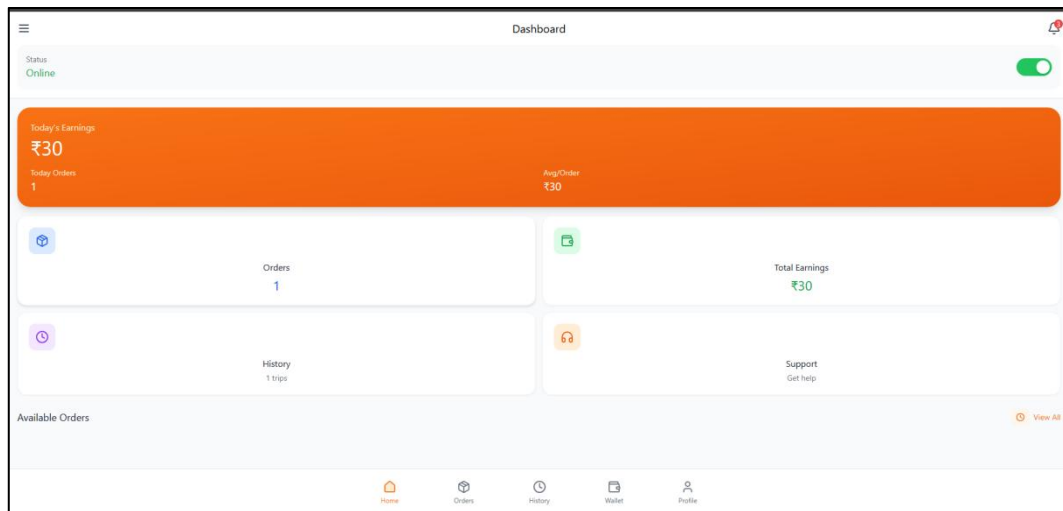 Dashboard
Status
Online
Today's Earnings
₹30
Today Orders
Avg/Order
1
₹30
Orders
1
Total Earnings
₹30
History
1 trips
Support
Get help
Available Orders
View All
Home
Orders
History
Wallet
Profile